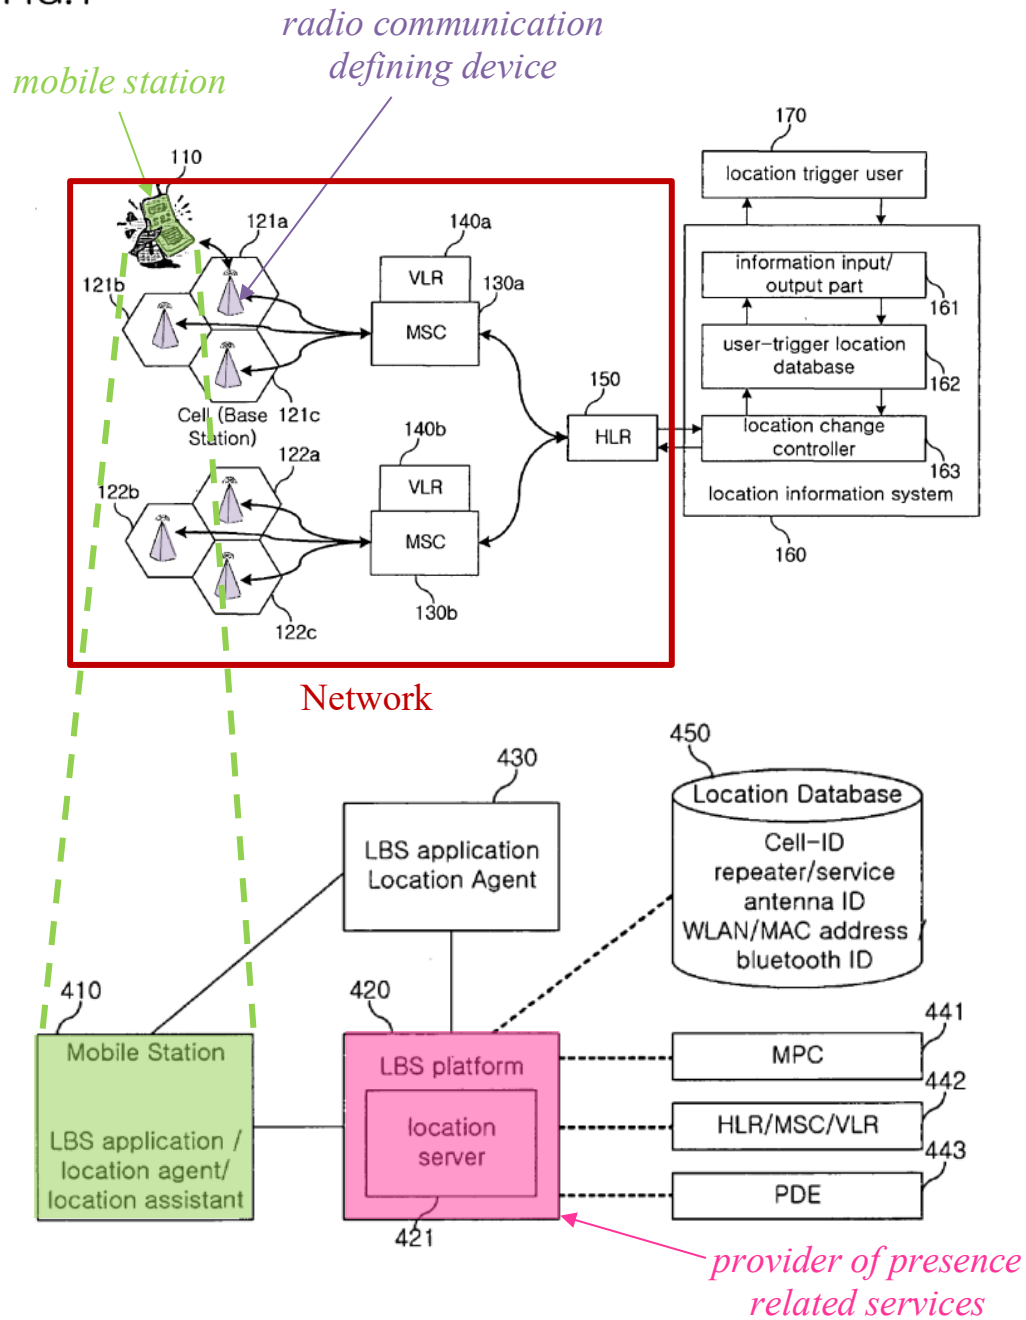 radio communication
defining device
mobile station
170
110
location trigger user
121a
140a
VLR
130a
MSC
121b
information input/
output part
161
user-trigger location
database
162
150
HLR
location change
controller
163
location information system
160
Cell (Base
Station)
121c
122a
140b
VLR
MSC
122b
130b
122c
Network
430
450
LBS application
Location Agent
Location Database
Cell-ID
repeater/service
antenna ID
WLAN/MAC address /
bluetooth ID
410
420
441
Mobile Station
LBS platform
MPC
442
LBS application /
location agent/
location assistant
location
server
HLR/MSC/VLR
443
PDE
421
provider of presence
related services